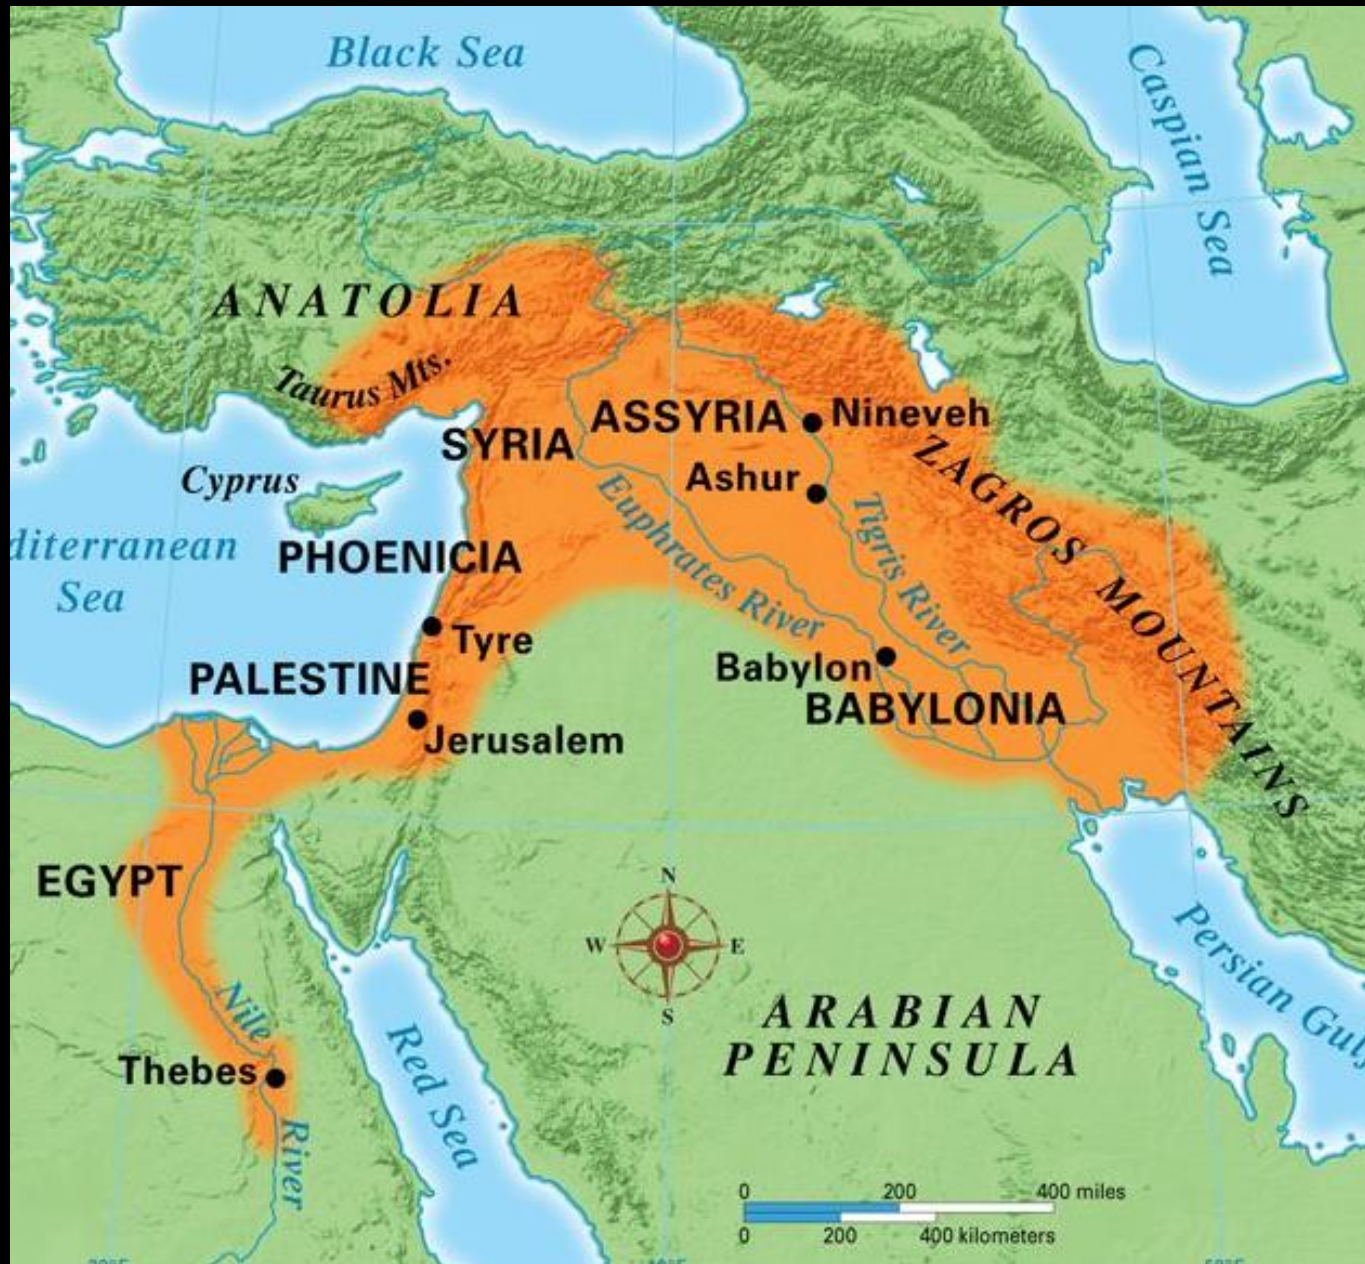 Black Sea
Caspian Sea
ANATOLIA
Taurus Mts.
ASSYRIA
Nineveh
SYRIA
Ashur
ZAGROS MOUNTAINS
Cyprus
Euphrates River
Tigris River
diterranean
Sea
PHOENICIA
Tyre
PALESTINE
Babylon
BABYLONIA
Jerusalem
EGYPT
N
W
E
S
Persian Gulf
Nile River
ARABIAN
PENINSULA
Thebes
Red Sea
0 200 400 miles
0 200 400 kilometers